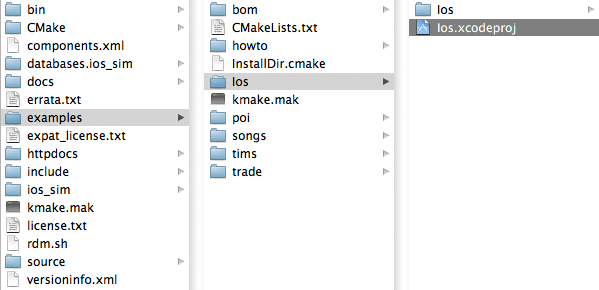 bin
CMake
components.xml
databases.ios_sim
docs
errata.txt
examples
expat_license.txt
httpdocs
include
ios_sim
kmake.mak
license.txt
rdm.sh
source
versioninfo.xml
bom
CMakeLists.txt
howto
InstallDir.cmake
Ios
kmake.mak
poi
songs
tims
trade
Ios
Ios.xcodeproj